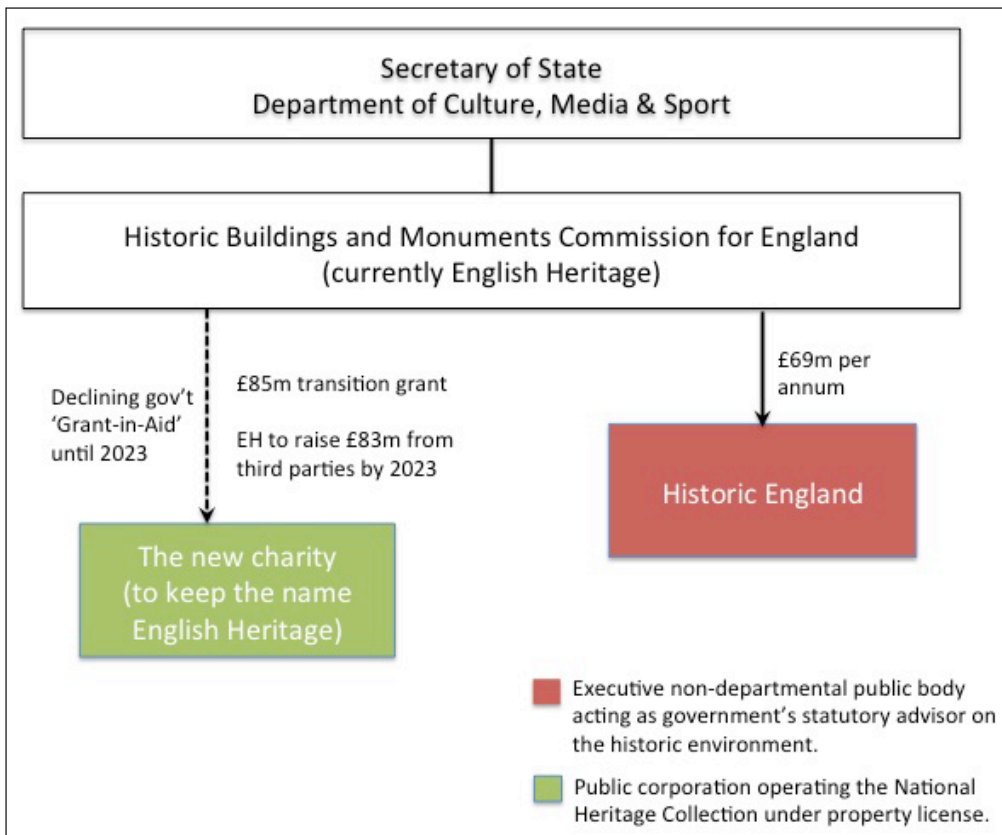 Secretary of State
Department of Culture, Media & Sport
Historic Buildings and Monuments Commission for England
(currently English Heritage)
Declining gov't
'Grant-in-Aid'
until 2023
£85m transition grant
EH to raise £83m from
third parties by 2023
£69m per
annum
Historic England
The new charity
(to keep the name
English Heritage)
Executive non-departmental public body
acting as government's statutory advisor on
the historic environment.
Public corporation operating the National
Heritage Collection under property license.